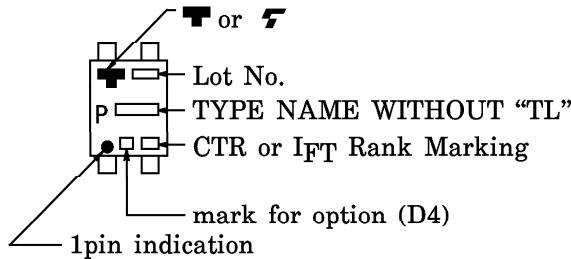 T or T
Lot No.
P TYPE NAME WITHOUT “TL”
CTR or IFT Rank Marking
mark for option (D4)
1pin indication